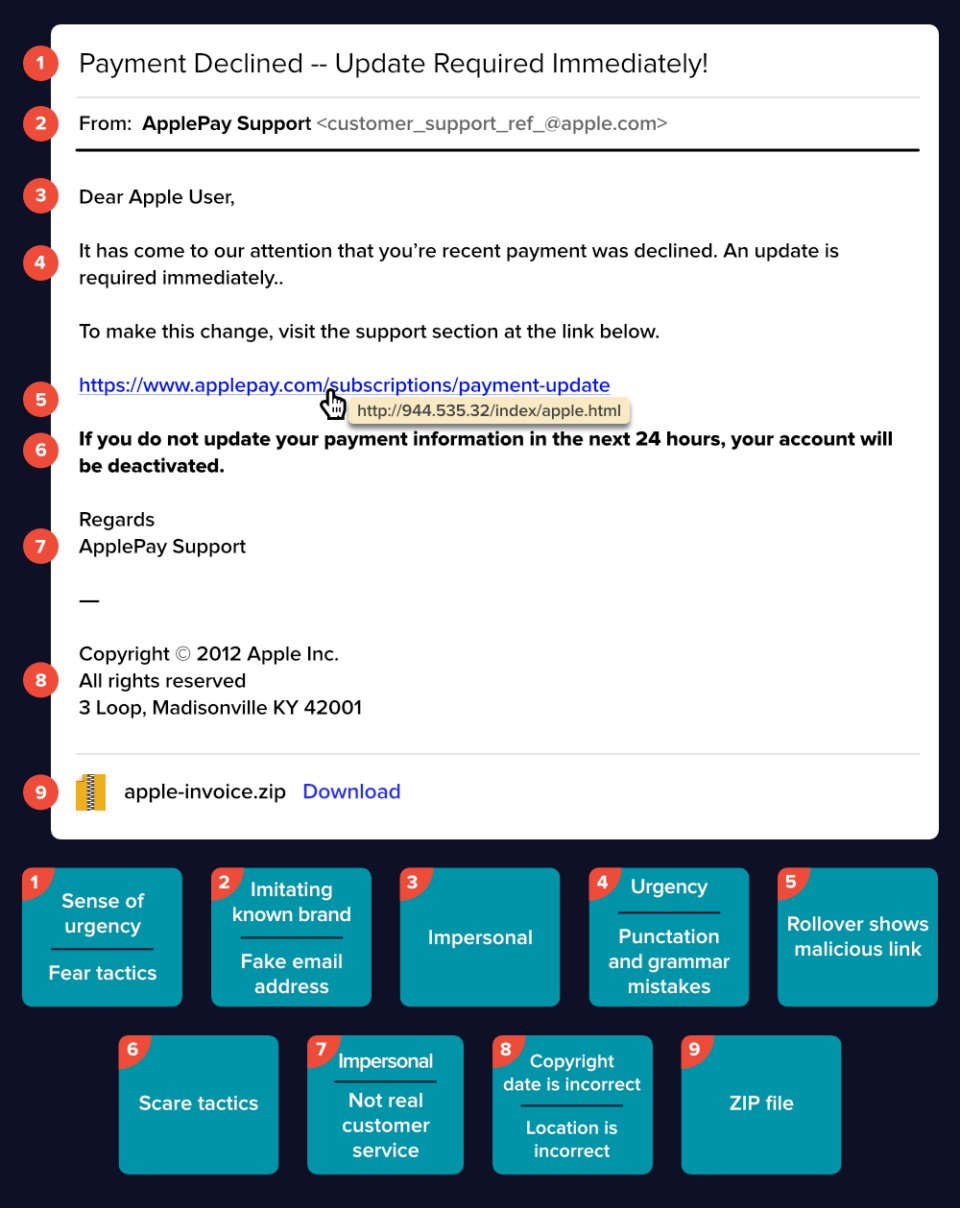 1
Payment Declined -- Update Required Immediately!
2
From: ApplePay Support <customer_support_ref_@apple.com>
3
Dear Apple User,
4
It has come to our attention that you’re recent payment was declined. An update is
required immediately..
To make this change, visit the support section at the link below.
5
https://www.applepay.com/subscriptions/payment-update
http://944.535.32/index/apple.html
6
If you do not update your payment information in the next 24 hours, your account will
be deactivated.
Regards
7
ApplePay Support
—
Copyright © 2012 Apple Inc.
8
All rights reserved
3 Loop, Madisonville KY 42001
9
apple-invoice.zip Download
1
Sense of
urgency
Fear tactics
2
Imitating
known brand
Fake email
address
3
Impersonal
4
Urgency
Punctation
and grammar
mistakes
5
Rollover shows
malicious link
6
Scare tactics
7
Impersonal
Not real
customer
service
8
Copyright
date is incorrect
Location is
incorrect
9
ZIP file